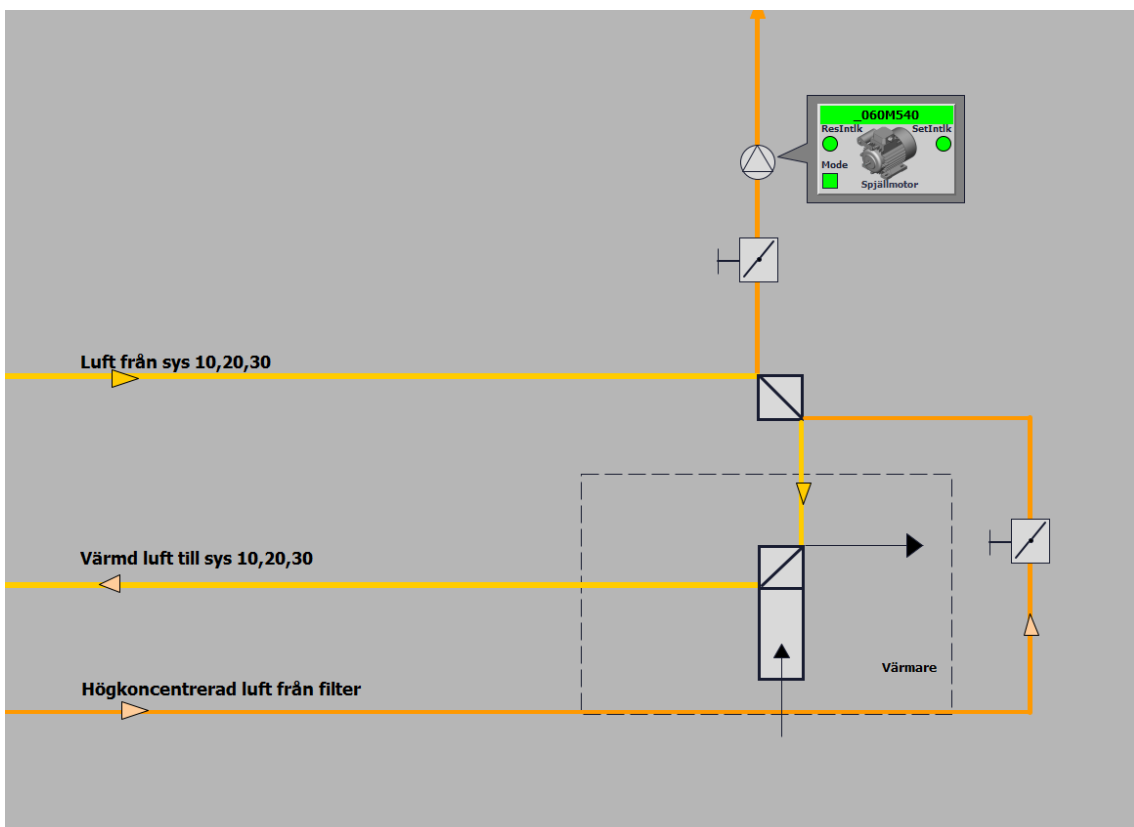 _060M540
ResIntlk SetIntlk
Mode
Spjällmotor
Luft från sys 10,20,30
Värmd luft till sys 10,20,30
Värmare
Högkoncentrerad luft från filter